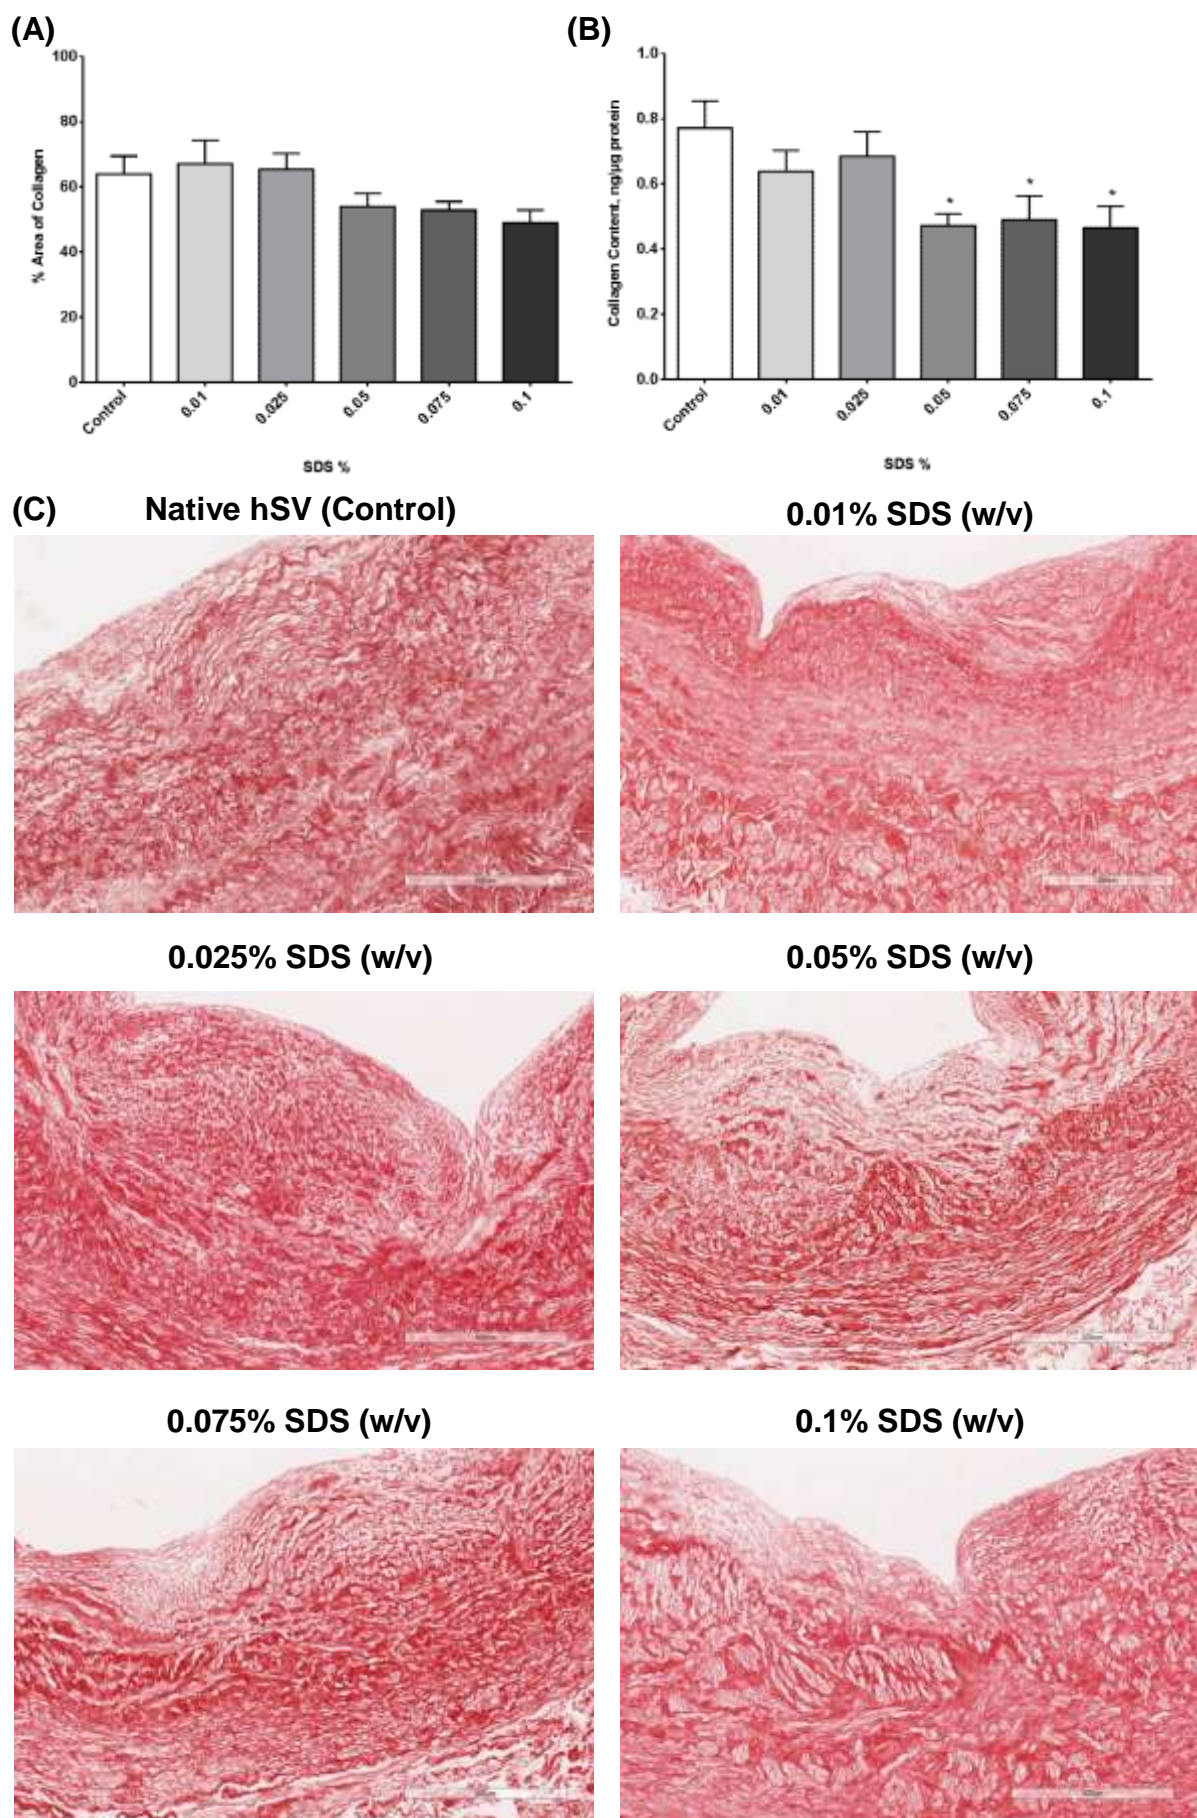 (A)
100
80
60
40
20
0
% Area of Collagen
Control
0.01
0.025
0.05
0.075
0.1
SDS %
(B)
1.0
0.8
0.6
0.4
0.2
0.0
Collagen Content, ng/µg protein
*
*
*
Control
0.01
0.025
0.05
0.075
0.1
SDS %
(C)
Native hSV (Control)
0.01% SDS (w/v)
0.025% SDS (w/v)
0.05% SDS (w/v)
0.075% SDS (w/v)
0.1% SDS (w/v)